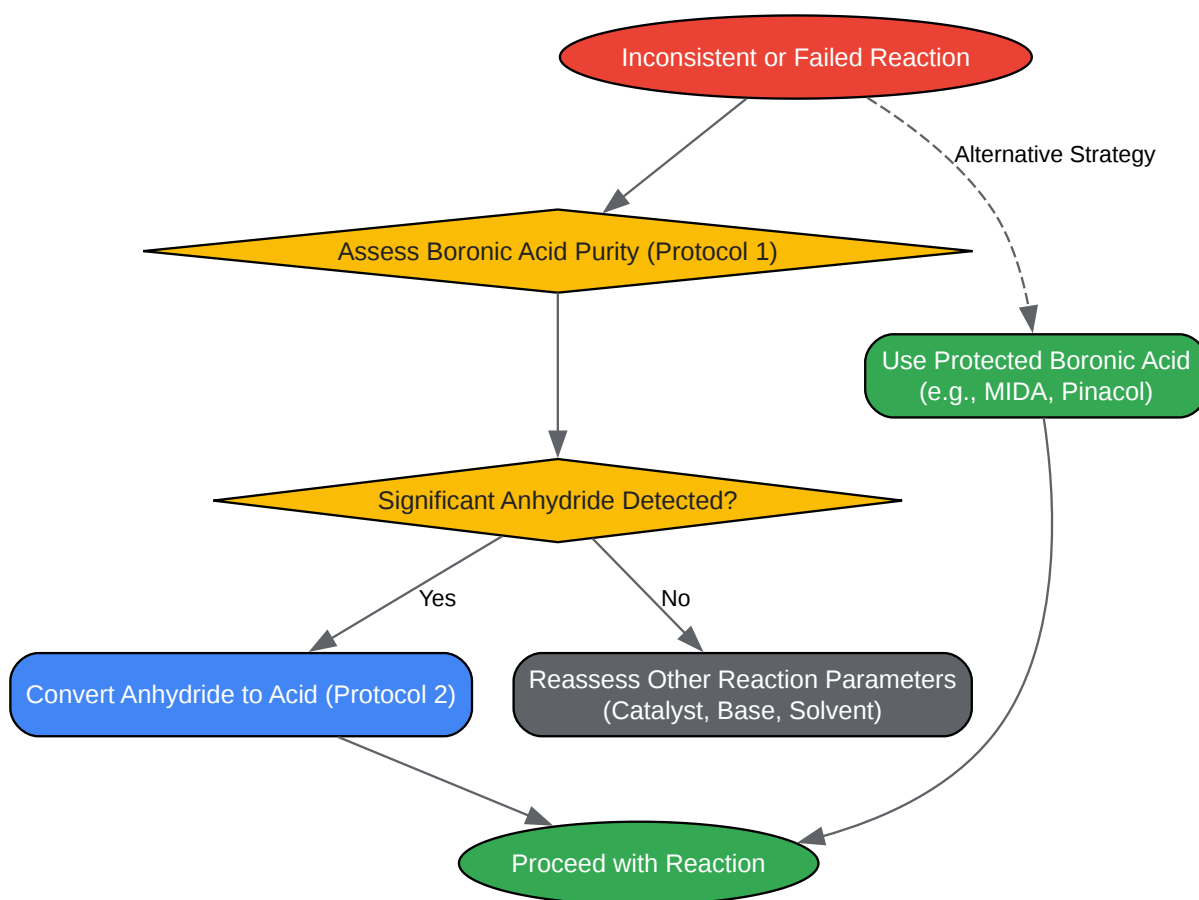 Inconsistent or Failed Reaction
Alternative Strategy
Assess Boronic Acid Purity (Protocol 1)
Use Protected Boronic Acid
(e.g., MIDA, Pinacol)
Significant Anhydride Detected?
Yes
No
Convert Anhydride to Acid (Protocol 2)
Reassess Other Reaction Parameters
(Catalyst, Base, Solvent)
Proceed with Reaction